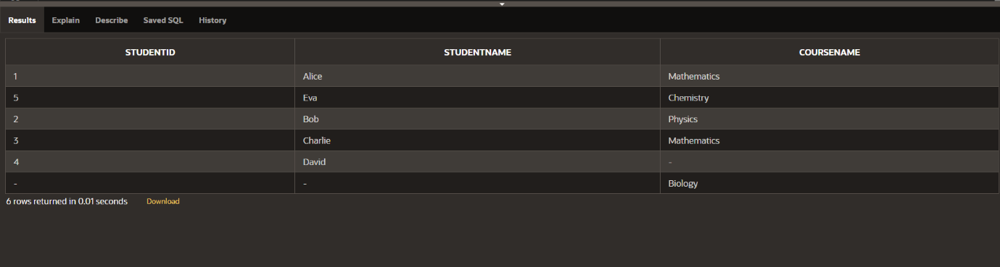 Results Explain Describe Saved SQL History
STUDENTID STUDENTNAME COURSENAME
1 Alice Mathematics
5 Eva Chemistry
2 Bob Physics
3 Charlie Mathematics
4 David -
- - Biology
6 rows returned in 0.01 seconds Download